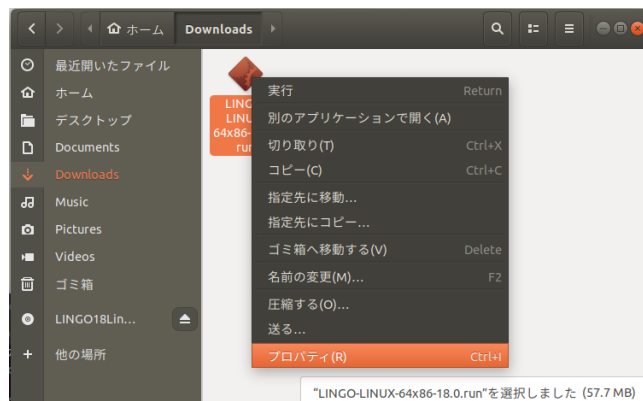 ホーム
Downloads
最近開いたファイル
ホーム
デスクトップ
Documents
Downloads
Music
Pictures
Videos
ゴミ箱
LINGO18Lin...
他の場所
LING
LINU
64x86-
run
実行 Return
別のアプリケーションで開く(A)
切り取り(T) Ctrl+X
コピー(C) Ctrl+C
指定先に移動...
指定先にコピー...
ゴミ箱へ移動する(V) Delete
名前の変更(M)... F2
圧縮する(O)...
送る...
プロパティ(R) Ctrl+I
“LINGO-LINUX-64x86-18.0.run”を選択しました (57.7 MB)